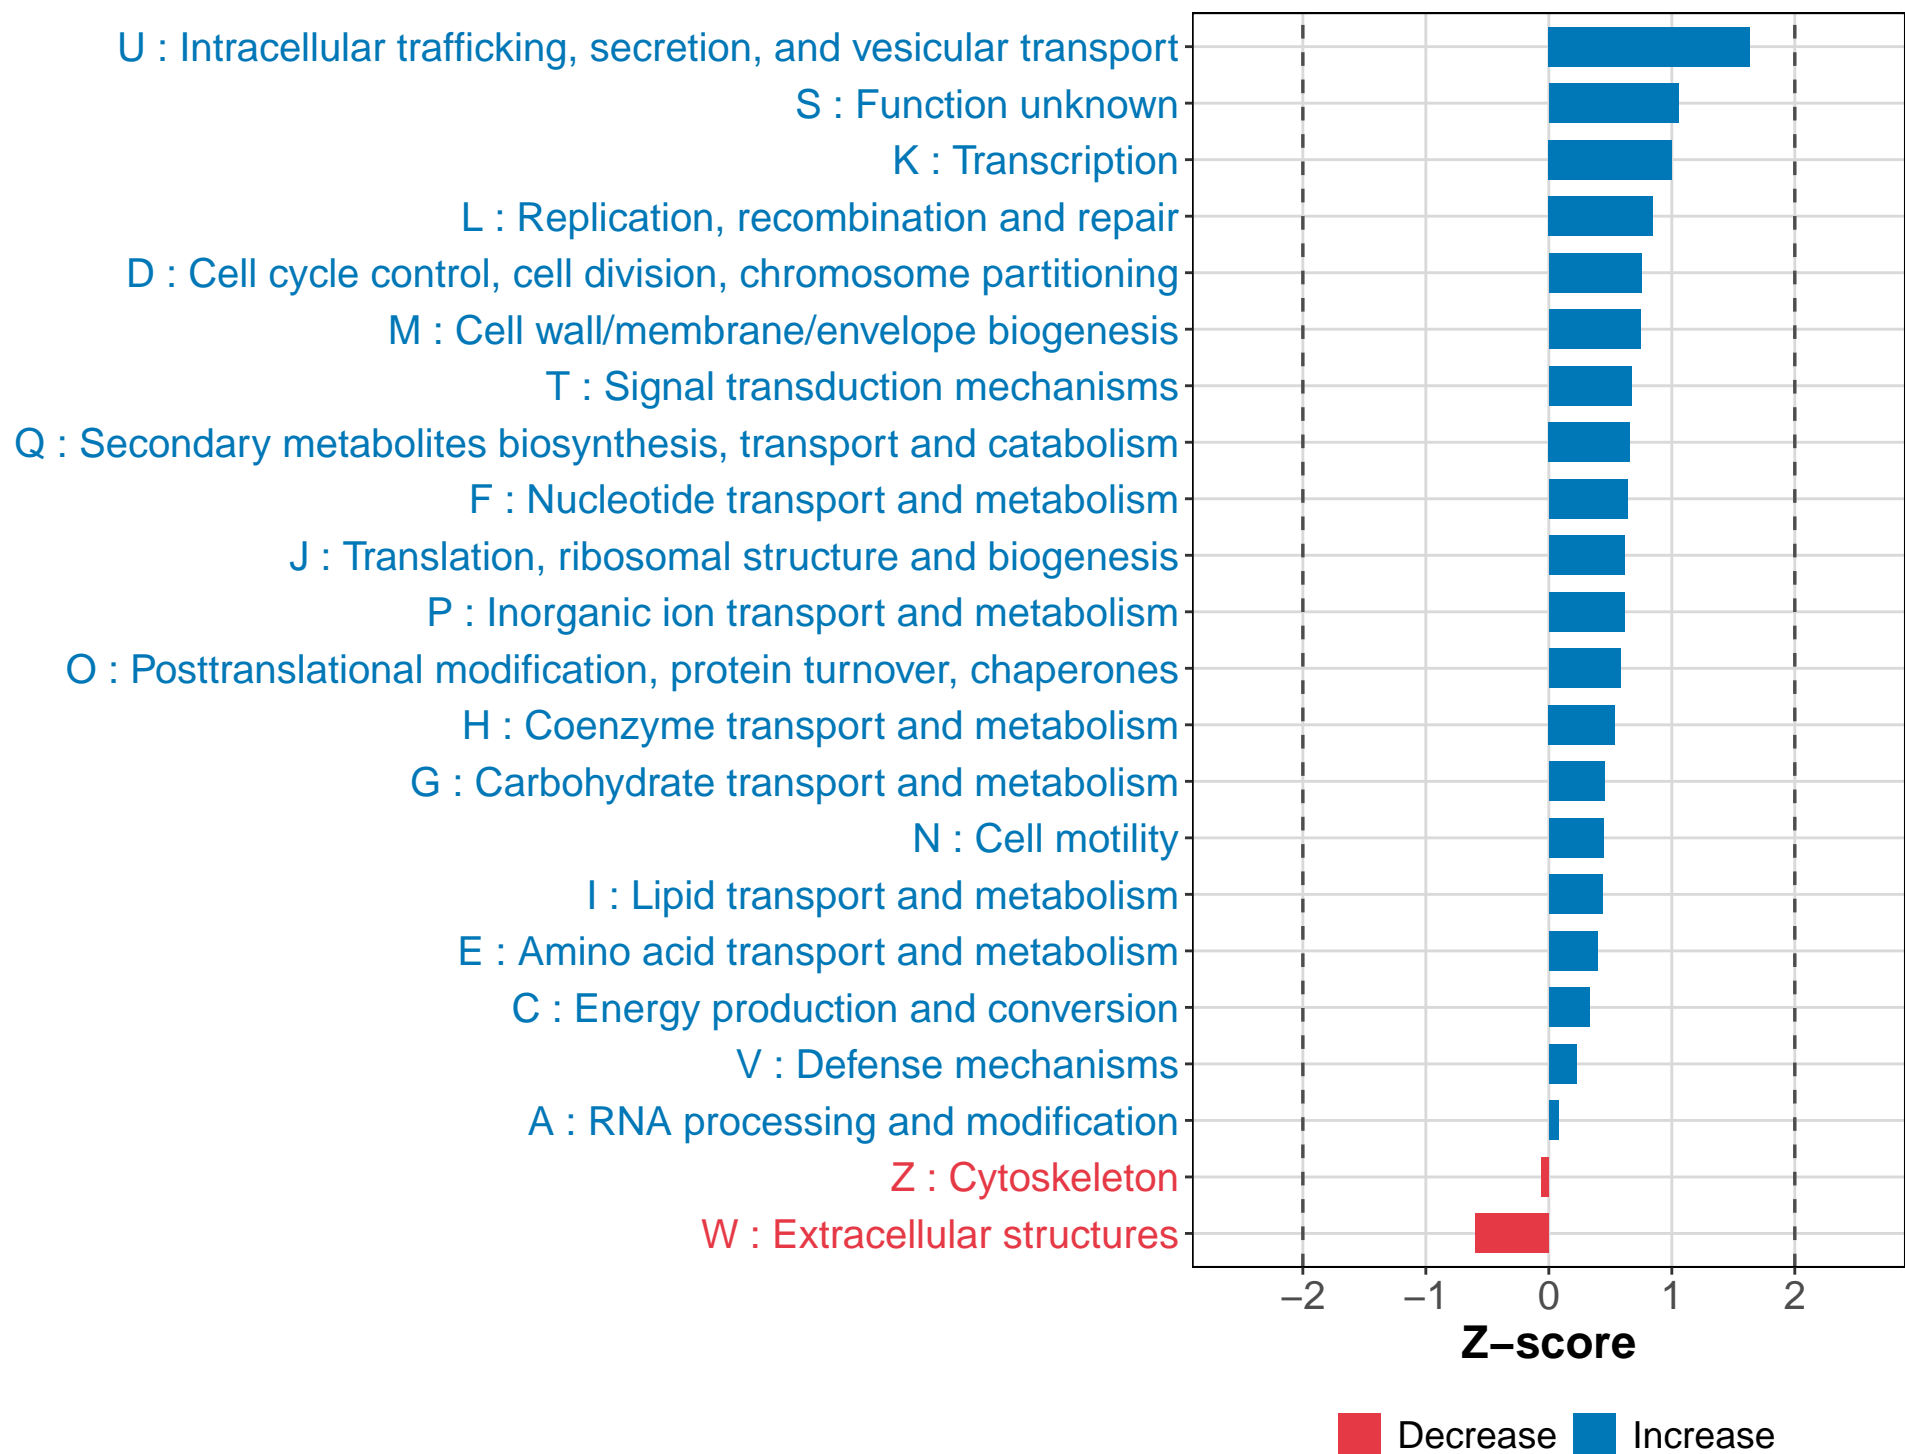 U : Intracellular trafficking, secretion, and vesicular transport
S : Function unknown
K : Transcription
L : Replication, recombination and repair
D : Cell cycle control, cell division, chromosome partitioning
M : Cell wall/membrane/envelope biogenesis
T : Signal transduction mechanisms
Q : Secondary metabolites biosynthesis, transport and catabolism
F : Nucleotide transport and metabolism
J : Translation, ribosomal structure and biogenesis
P : Inorganic ion transport and metabolism
O : Posttranslational modification, protein turnover, chaperones
H : Coenzyme transport and metabolism
G : Carbohydrate transport and metabolism
N : Cell motility
I : Lipid transport and metabolism
E : Amino acid transport and metabolism
C : Energy production and conversion
V : Defense mechanisms
A : RNA processing and modification
Z : Cytoskeleton
W : Extracellular structures
−2 −1 0 1 2
Z−score
Decrease Increase